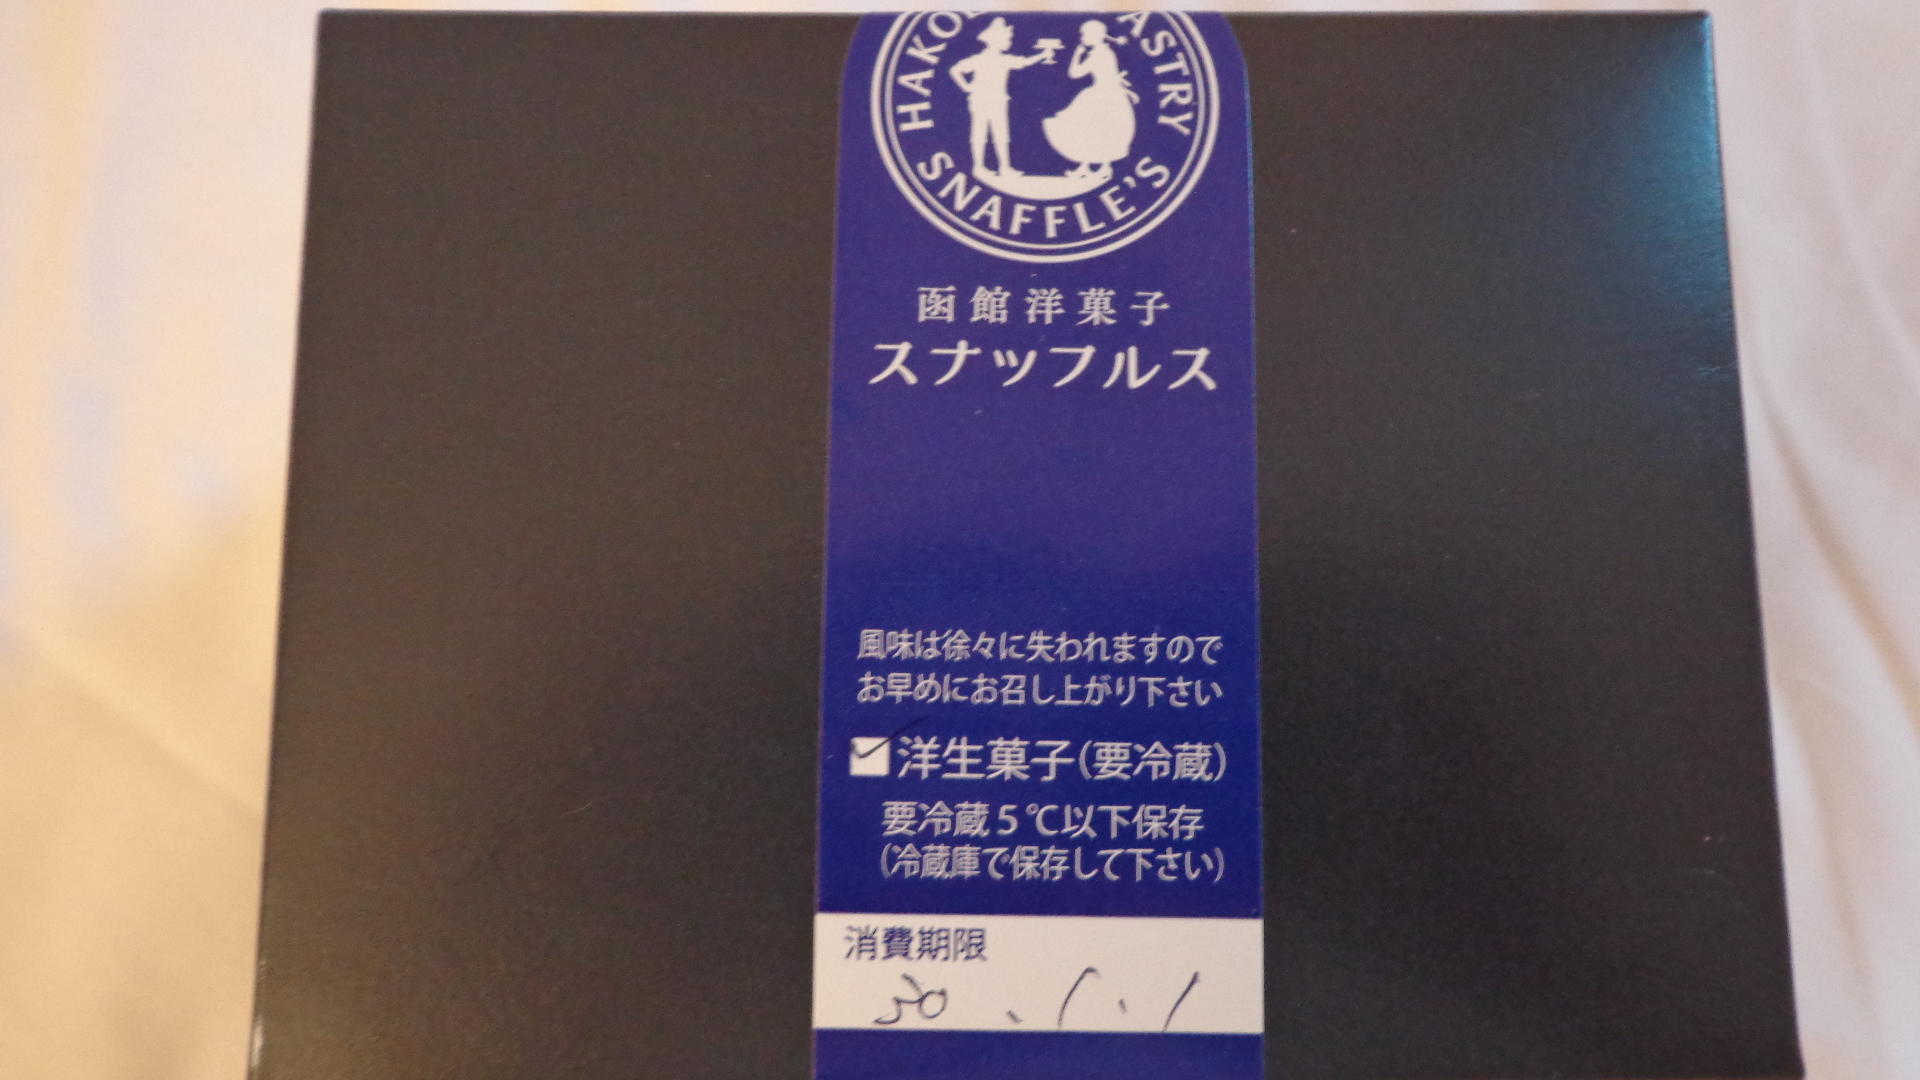 SNAFFLE'S
函館洋菓子
スナッフルス
風味は徐々に失われますので
お早めにお召し上がり下さい
洋生菓子(要冷蔵)
要冷蔵5℃以下保存
(冷蔵庫で保存して下さい)
消費期限
30.1.1